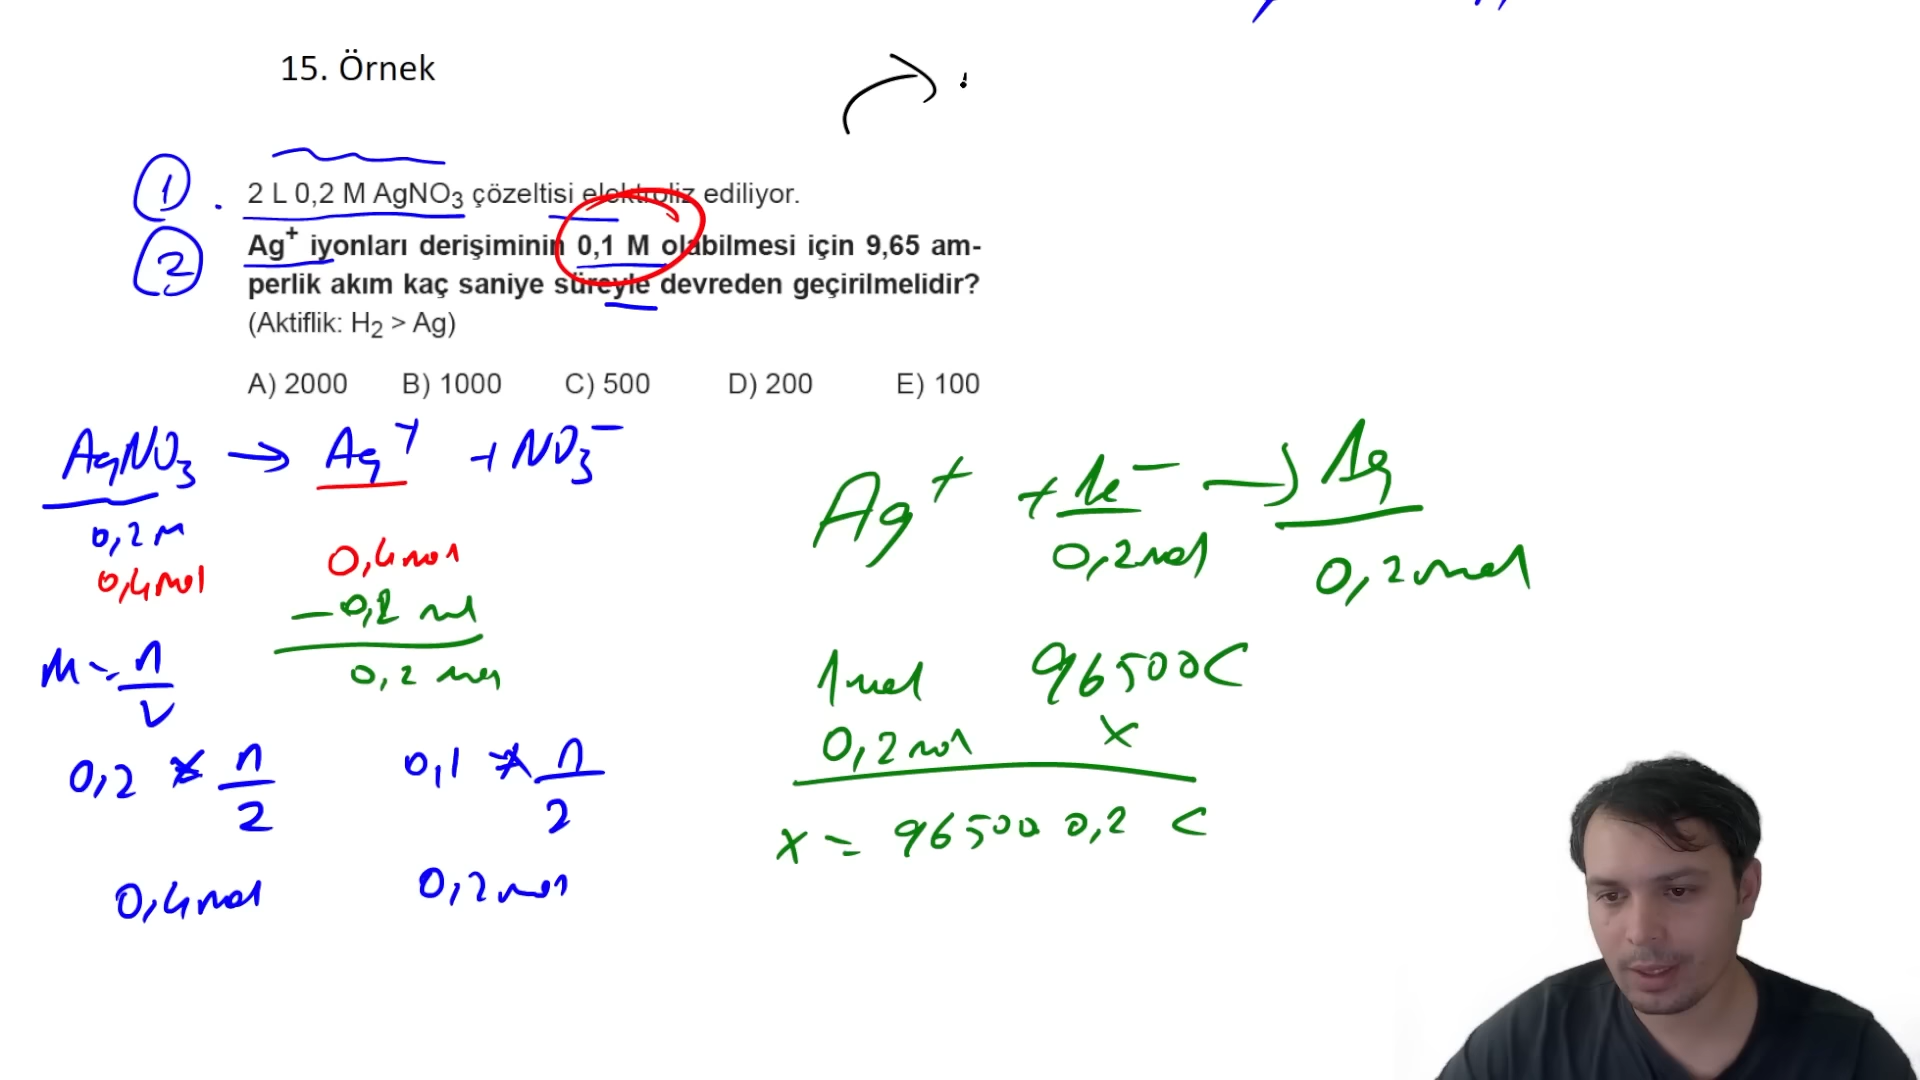 15. Örnek
1
2 L 0,2 M AgNO3 çözeltisi elektroliz ediliyor.
2
Ag+ iyonları derişiminin 0,1 M olabilmesi için 9,65 am-
perlik akım kaç saniye süreyle devreden geçirilmelidir?
(Aktiflik: H2 > Ag)
A) 2000 B) 1000 C) 500 D) 200 E) 100
AgNO3 → Ag+ + NO3-
0,2 M
0,4 mol
0,4 mol
-0,2 mol
0,2 mol
M = n/V
0,2 = n/2
0,4 mol
0,1 = n/2
0,2 mol
Ag+ + 1e- → Ag
0,2 mol 0,2 mol
1 mol 96500 C
0,2 mol x
x = 96500 0,2 C